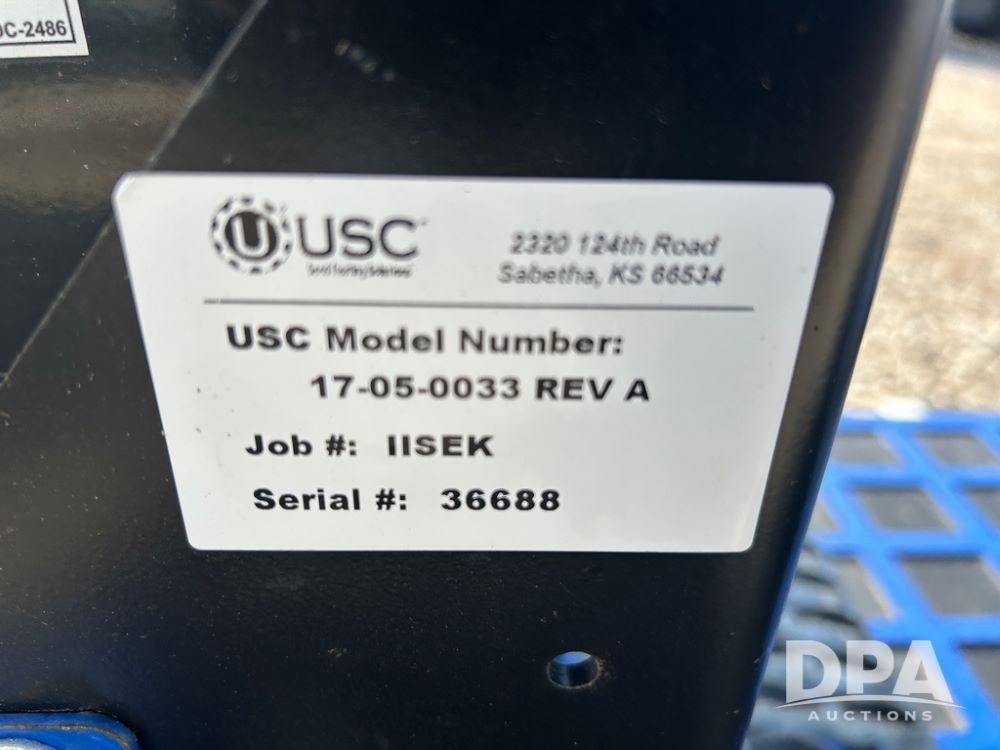 C-2486
U USC
2320 124th Road
Sabetha, KS 66534
USC Model Number:
17-05-0033 REV A
Job #: IISEK
Serial #: 36688
DPA
AUCTIONS